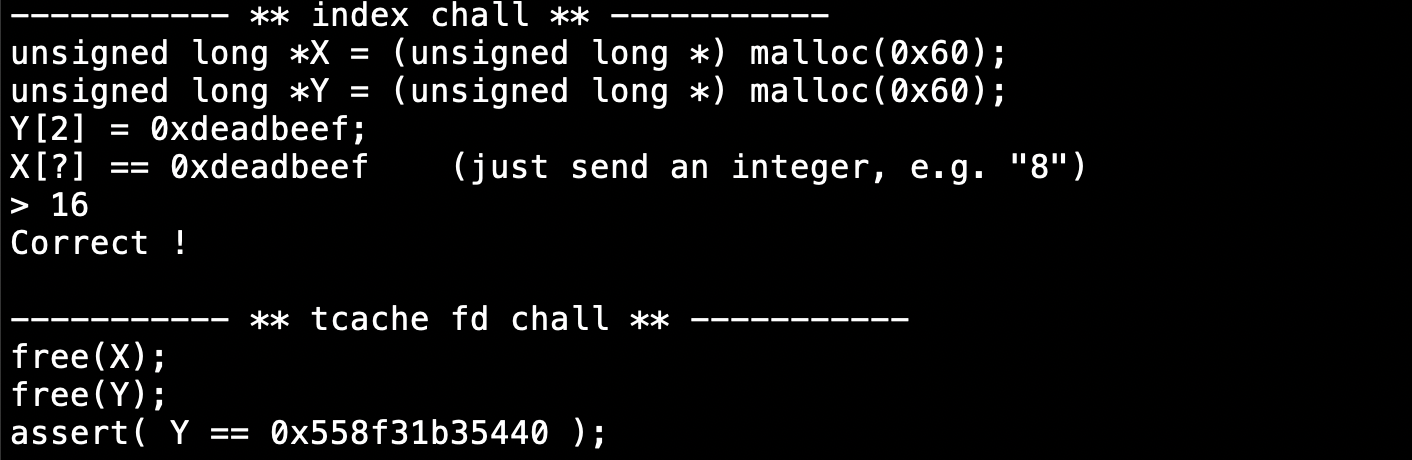 ----------- ** index chall ** -----------
unsigned long *X = (unsigned long *) malloc(0x60);
unsigned long *Y = (unsigned long *) malloc(0x60);
Y[2] = 0xdeadbeef;
X[?] == 0xdeadbeef    (just send an integer, e.g. "8")
> 16
Correct !

----------- ** tcache fd chall ** -----------
free(X);
free(Y);
assert( Y == 0x558f31b35440 );